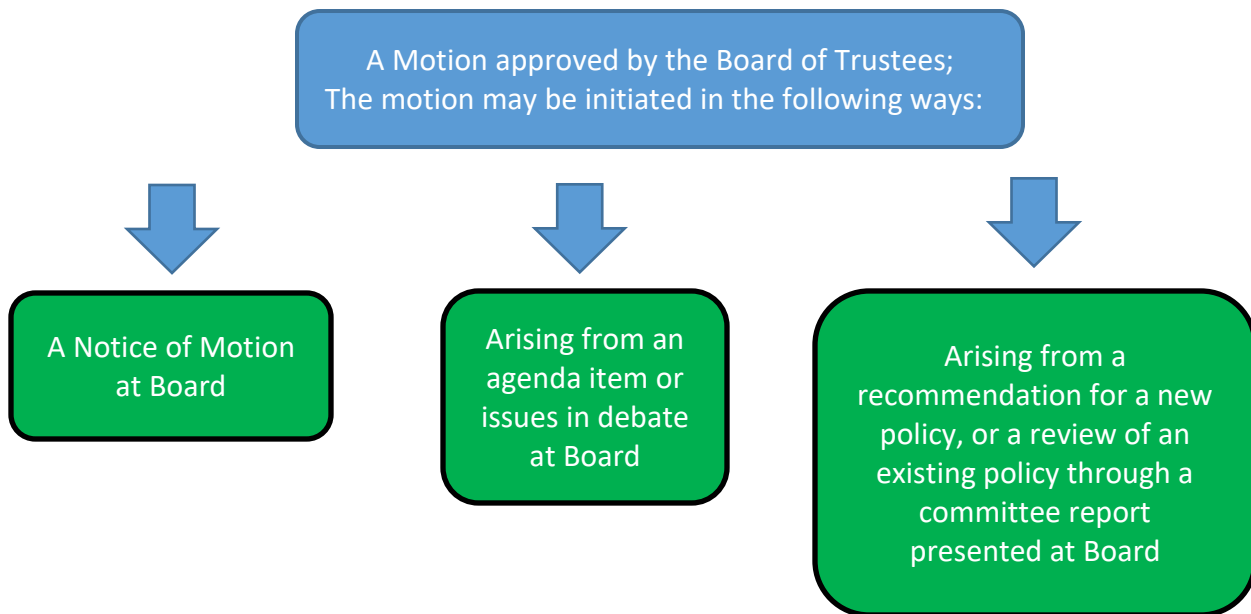 A Motion approved by the Board of Trustees;
The motion may be initiated in the following ways:
A Notice of Motion
at Board
Arising from an
agenda item or
issues in debate
at Board
Arising from a
recommendation for a new
policy, or a review of an
existing policy through a
committee report
presented at Board